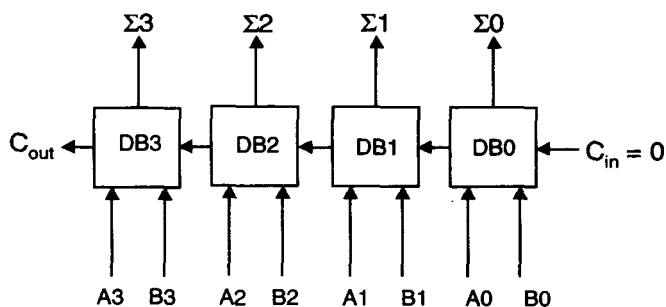 Σ3 Σ2 Σ1 Σ0
C_out DB3 DB2 DB1 DB0 C_in = 0
A3 B3 A2 B2 A1 B1 A0 B0